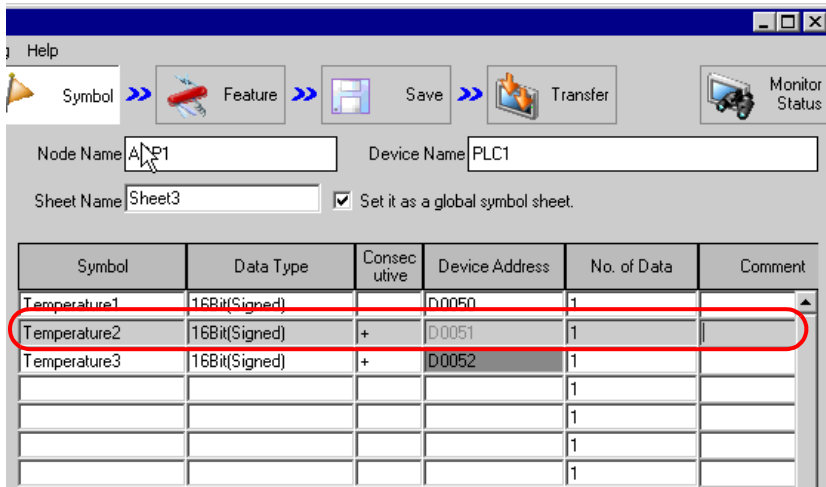 Help
Symbol Feature Save Transfer Monitor Status
Node Name Device Name PLC1
Sheet Name Sheet3 Set it as a global symbol sheet.
Symbol Data Type Consecutive Device Address No. of Data Comment
Temperature1 16Bit(Signed) D0050 1
Temperature2 16Bit(Signed) + D0051 1
Temperature3 16Bit(Signed) + D0052 1
1
1
1
1